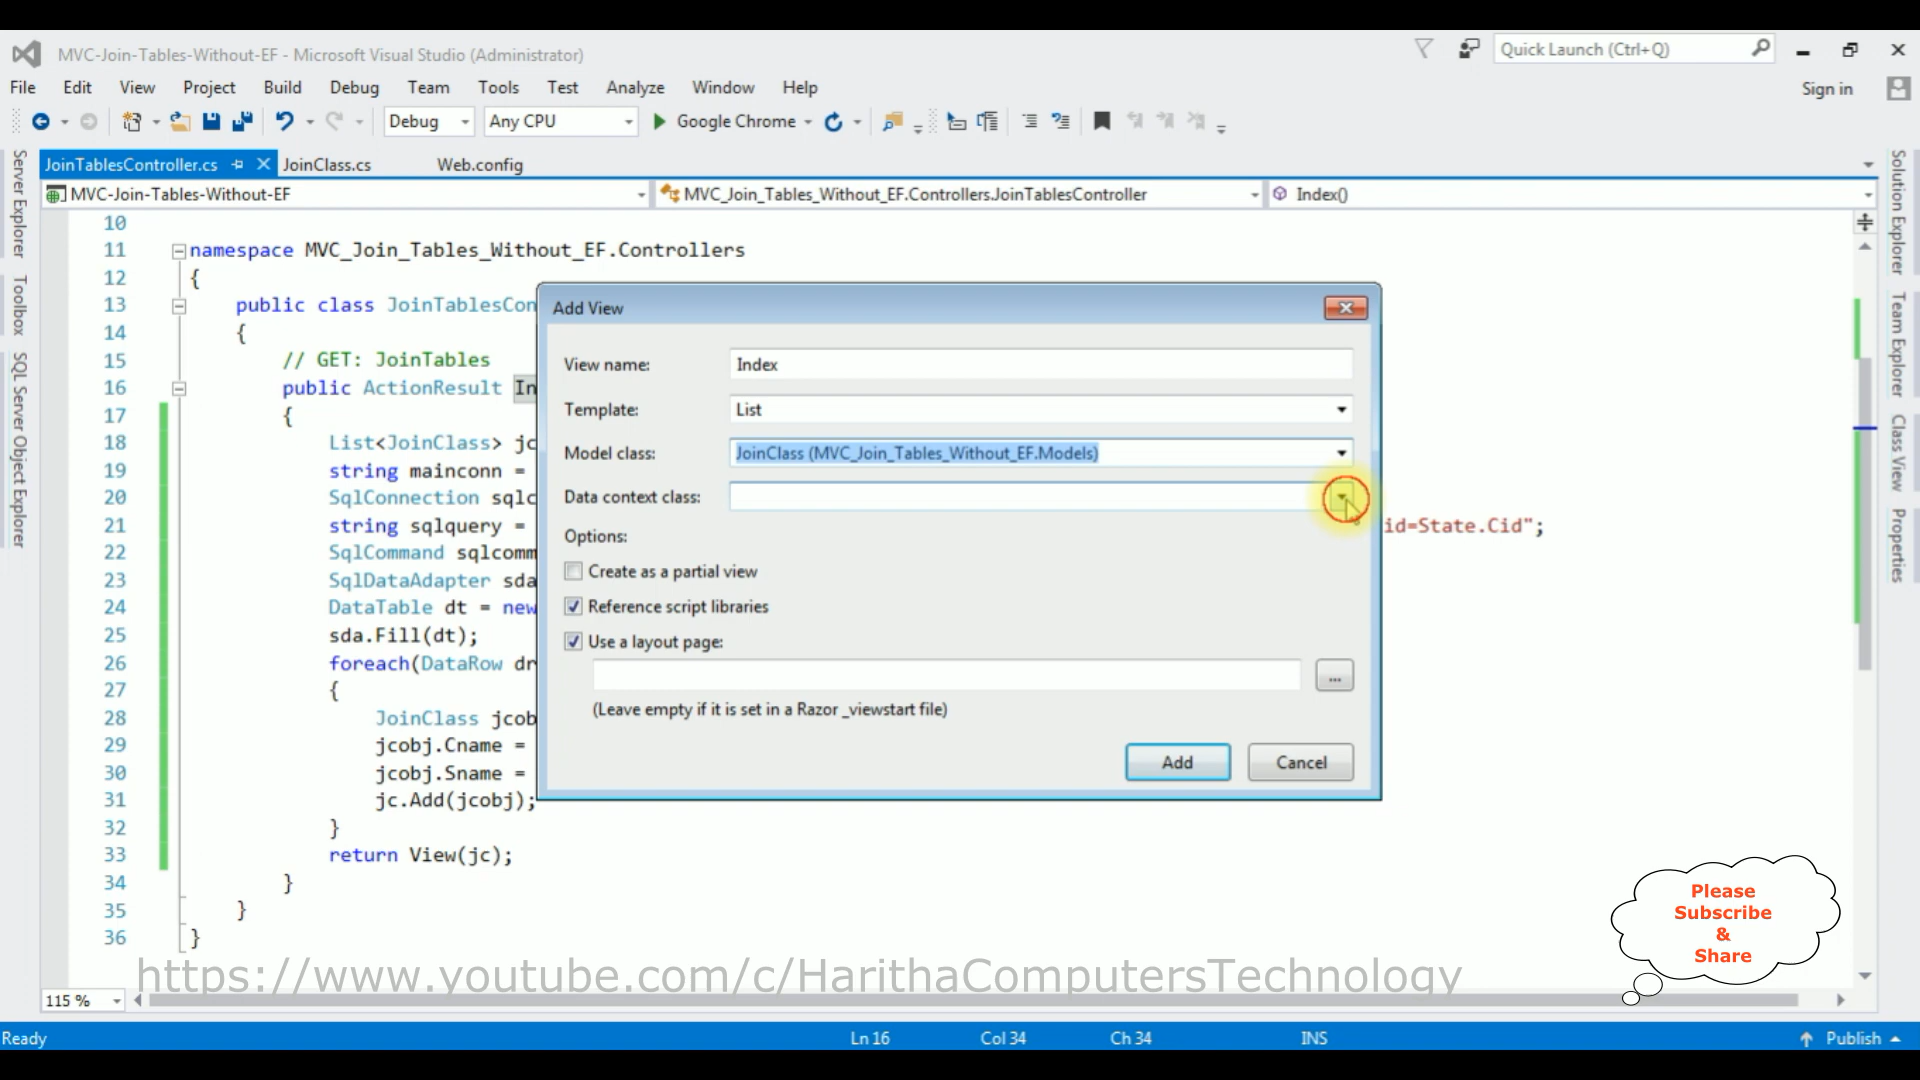 MVC-Join-Tables-Without-EF - Microsoft Visual Studio (Administrator)
Quick Launch (Ctrl+Q)
File Edit View Project Build Debug Team Tools Test Analyze Window Help
Sign in
Debug Any CPU Google Chrome
JoinTablesController.cs JoinClass.cs Web.config
MVC-Join-Tables-Without-EF MVC_Join_Tables_Without_EF.Controllers.JoinTablesController Index()
Server Explorer
Toolbox
SQL Server Object Explorer
Solution Explorer
Team Explorer
Class View
Properties
10
11 namespace MVC_Join_Tables_Without_EF.Controllers
12 {
13 public class JoinTablesCon
14 {
15 // GET: JoinTables
16 public ActionResult In
17 {
18 List<JoinClass> jc
19 string mainconn =
20 SqlConnection sqlc
21 string sqlquery = id=State.Cid";
22 SqlCommand sqlcomm
23 SqlDataAdapter sda
24 DataTable dt = new
25 sda.Fill(dt);
26 foreach(DataRow dr
27 {
28 JoinClass jcob
29 jcobj.Cname =
30 jcobj.Sname =
31 jc.Add(jcobj);
32 }
33 return View(jc);
34 }
35 }
36 }
Add View
View name: Index
Template: List
Model class: JoinClass (MVC_Join_Tables_Without_EF.Models)
Data context class:
Options:
Create as a partial view
Reference script libraries
Use a layout page:
...
(Leave empty if it is set in a Razor _viewstart file)
Add Cancel
Please
Subscribe
&
Share
https://www.youtube.com/c/HarithaComputersTechnology
115 %
Ready Ln 16 Col 34 Ch 34 INS Publish